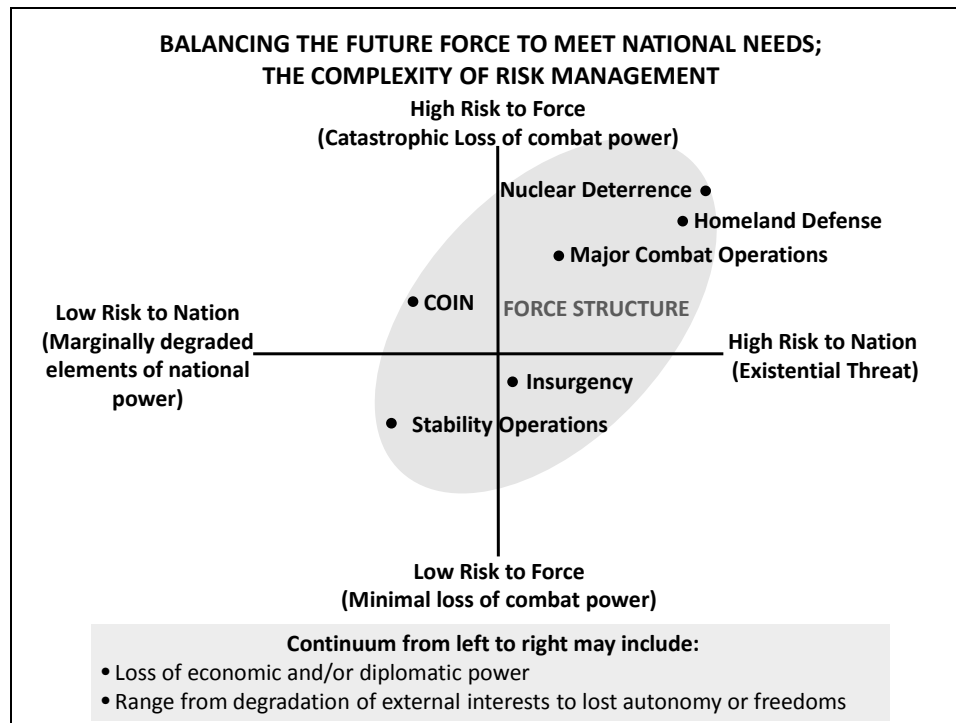 BALANCING THE FUTURE FORCE TO MEET NATIONAL NEEDS;
THE COMPLEXITY OF RISK MANAGEMENT
High Risk to Force
(Catastrophic Loss of combat power)
Nuclear Deterrence
Homeland Defense
Major Combat Operations
COIN
FORCE STRUCTURE
Low Risk to Nation
(Marginally degraded
elements of national
power)
High Risk to Nation
(Existential Threat)
Insurgency
Stability Operations
Low Risk to Force
(Minimal loss of combat power)
Continuum from left to right may include:
• Loss of economic and/or diplomatic power
• Range from degradation of external interests to lost autonomy or freedoms